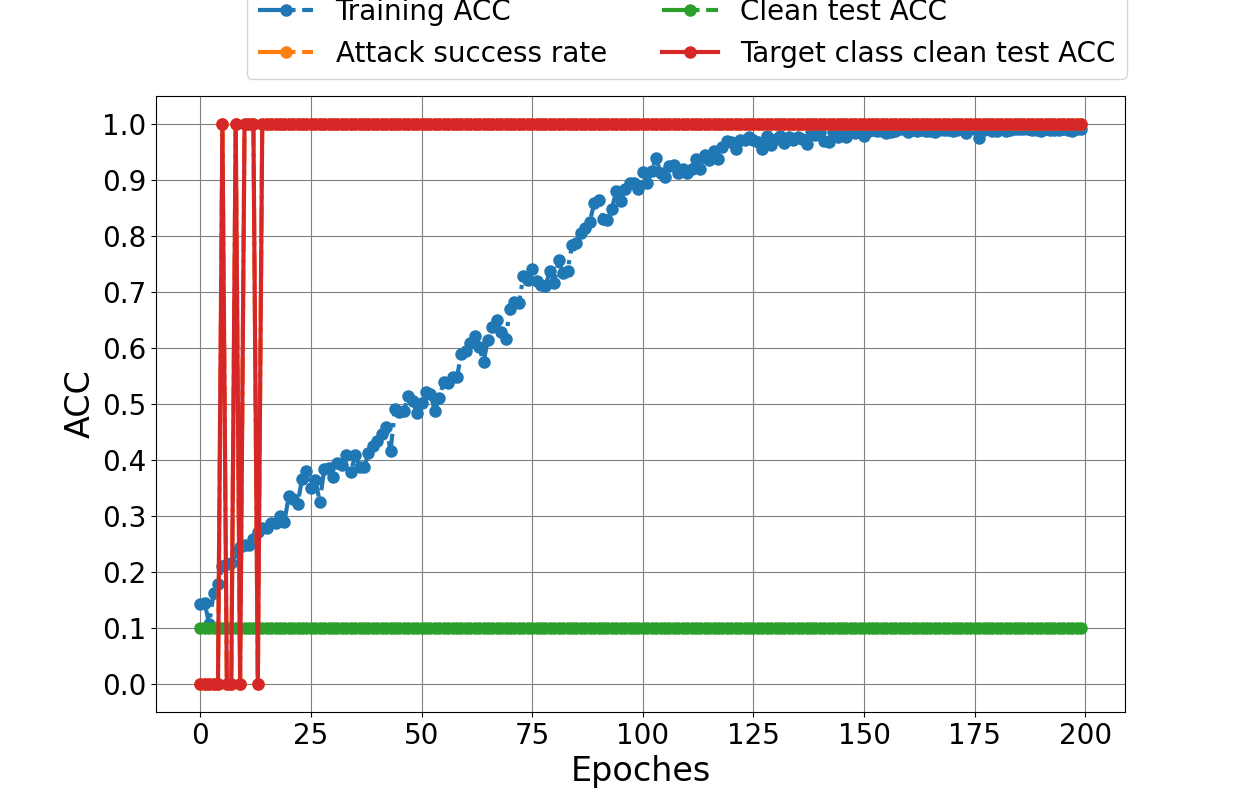 Training ACC
Clean test ACC
Attack success rate
Target class clean test ACC
1.0
0.9
0.8
0.7
0.6
0.5
0.4
0.3
0.2
0.1
0.0
ACC
0 25 50 75 100 125 150 175 200
Epoches